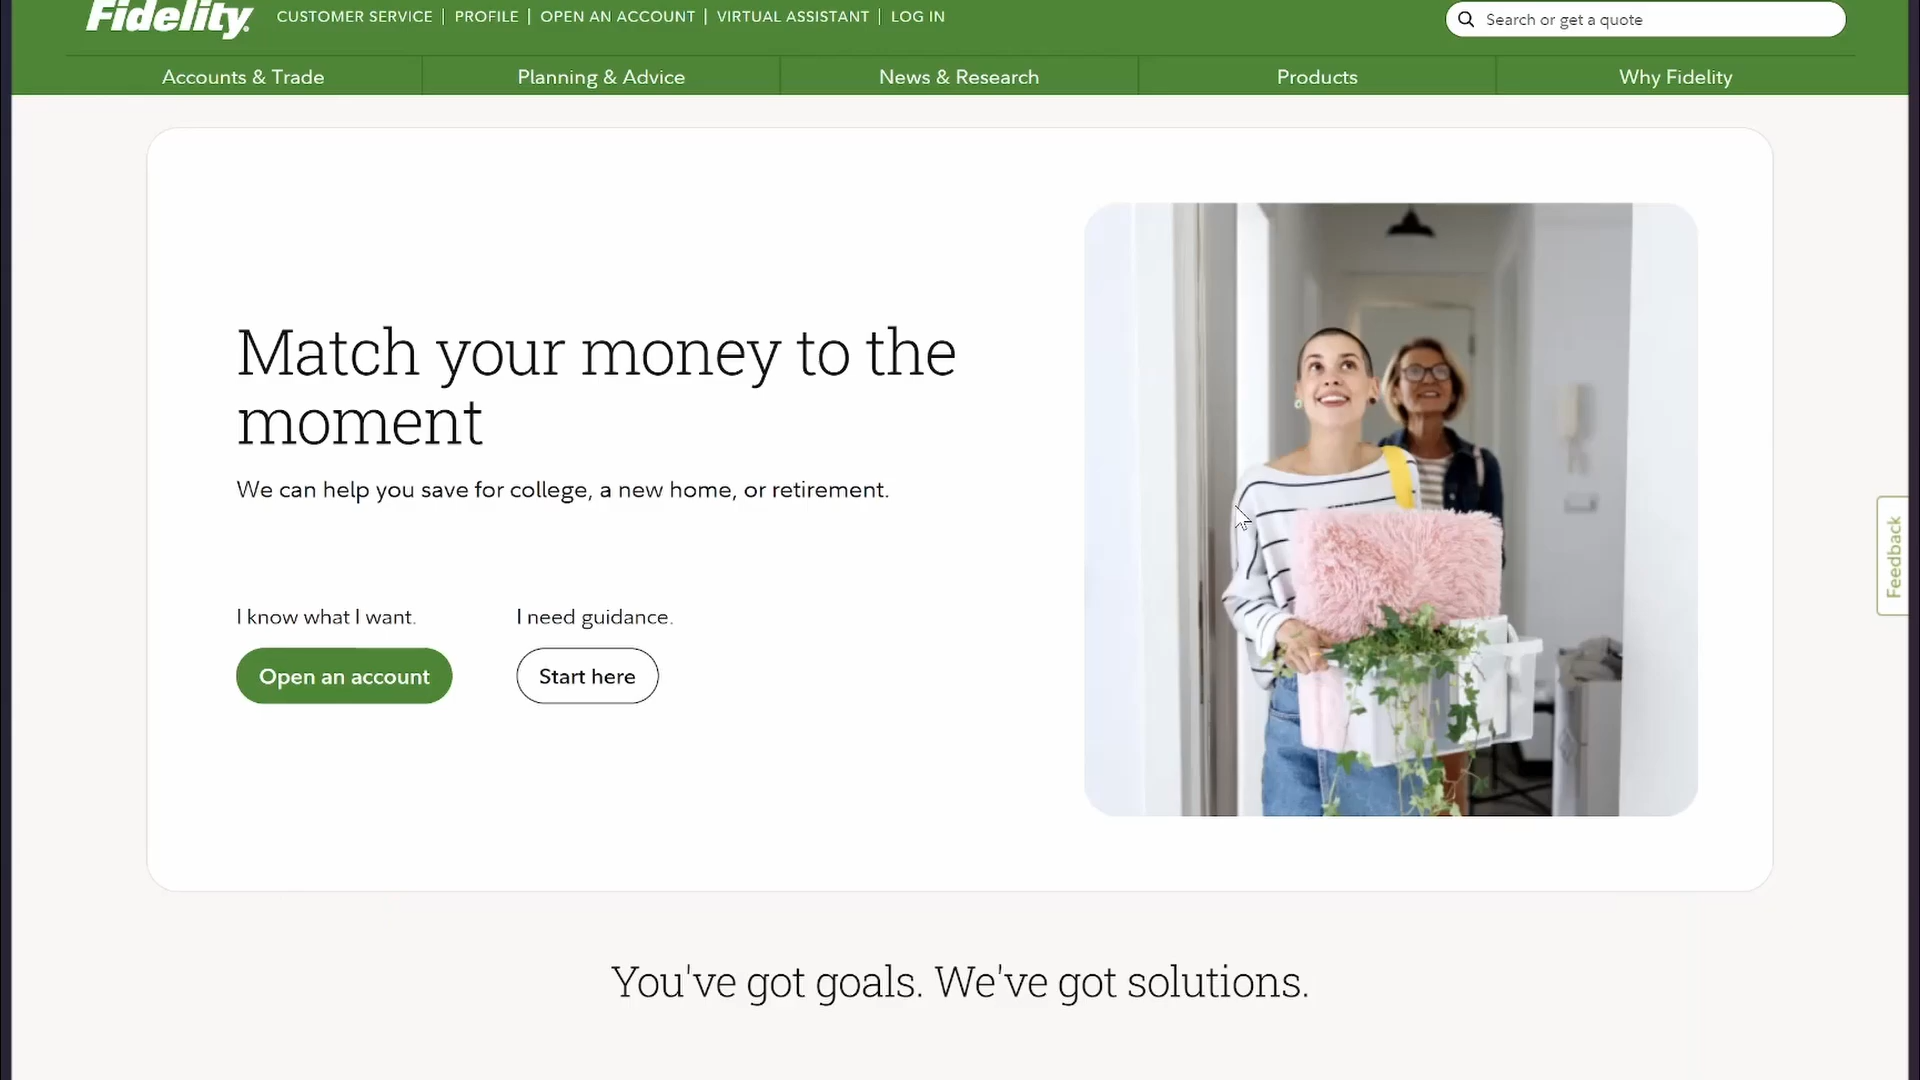 Fidelity
CUSTOMER SERVICE | PROFILE | OPEN AN ACCOUNT | VIRTUAL ASSISTANT | LOG IN
Search or get a quote
Accounts & Trade
Planning & Advice
News & Research
Products
Why Fidelity
Match your money to the
moment
We can help you save for college, a new home, or retirement.
I know what I want.
I need guidance.
Open an account
Start here
Feedback
You've got goals. We've got solutions.